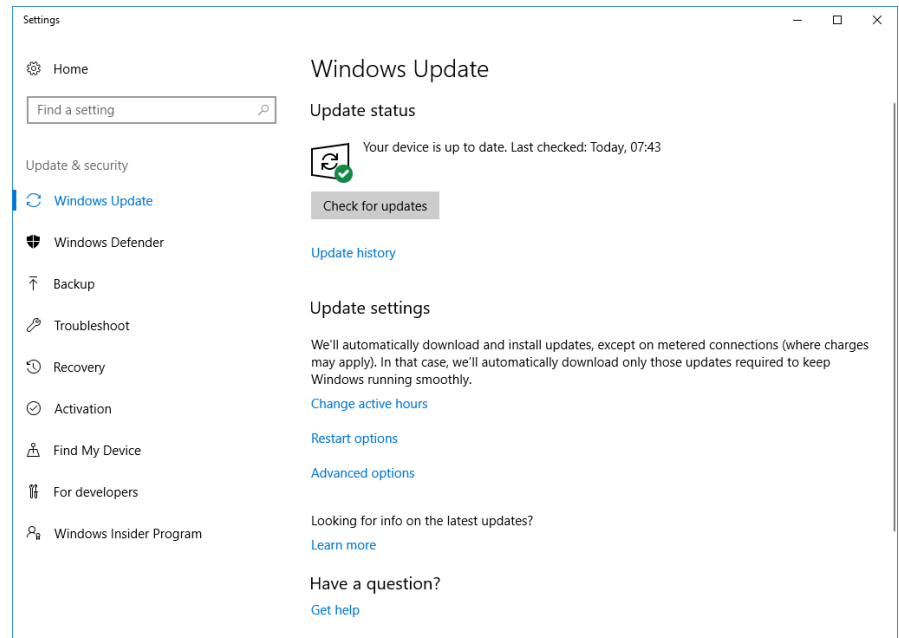 Settings
Home
Find a setting
Update & security
Windows Update
Windows Defender
Backup
Troubleshoot
Recovery
Activation
Find My Device
For developers
Windows Insider Program
Windows Update
Update status
Your device is up to date. Last checked: Today, 07:43
Check for updates
Update history
Update settings
We'll automatically download and install updates, except on metered connections (where charges
may apply). In that case, we'll automatically download only those updates required to keep
Windows running smoothly.
Change active hours
Restart options
Advanced options
Looking for info on the latest updates?
Learn more
Have a question?
Get help